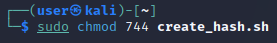 ┌──(user㉿kali)-[~]
└─$ sudo chmod 744 create_hash.sh